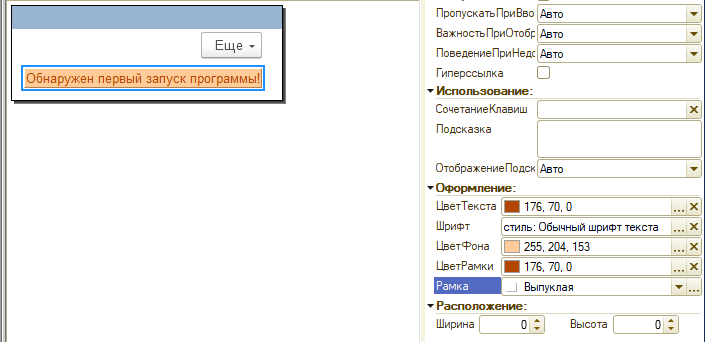 Еще
Обнаружен первый запуск программы!
ПропускатьПриВво Авто
ВажностьПриОтобр Авто
ПоведениеПриНедо Авто
Гиперссылка
Использование:
СочетаниеКлавиш
Подсказка
ОтображениеПодск Авто
Оформление:
ЦветТекста 176, 70, 0 ...
Шрифт стиль: Обычный шрифт текста ...
ЦветФона 255, 204, 153 ...
ЦветРамки 176, 70, 0 ...
Рамка Выпуклая ...
Расположение:
Ширина 0 Высота 0